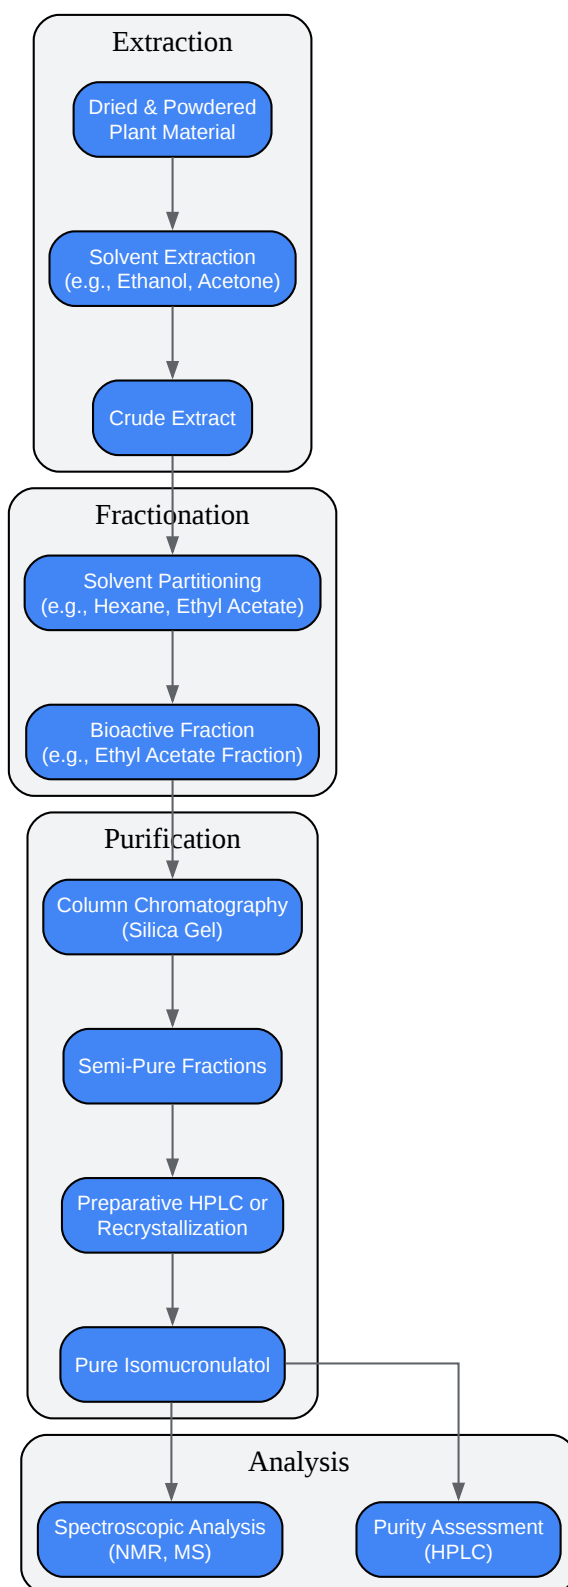 Extraction
Dried & Powdered
Plant Material
Solvent Extraction
(e.g., Ethanol, Acetone)
Crude Extract
Fractionation
Solvent Partitioning
(e.g., Hexane, Ethyl Acetate)
Bioactive Fraction
(e.g., Ethyl Acetate Fraction)
Purification
Column Chromatography
(Silica Gel)
Semi-Pure Fractions
Preparative HPLC or
Recrystallization
Pure Isomucronulatol
Analysis
Spectroscopic Analysis
(NMR, MS)
Purity Assessment
(HPLC)